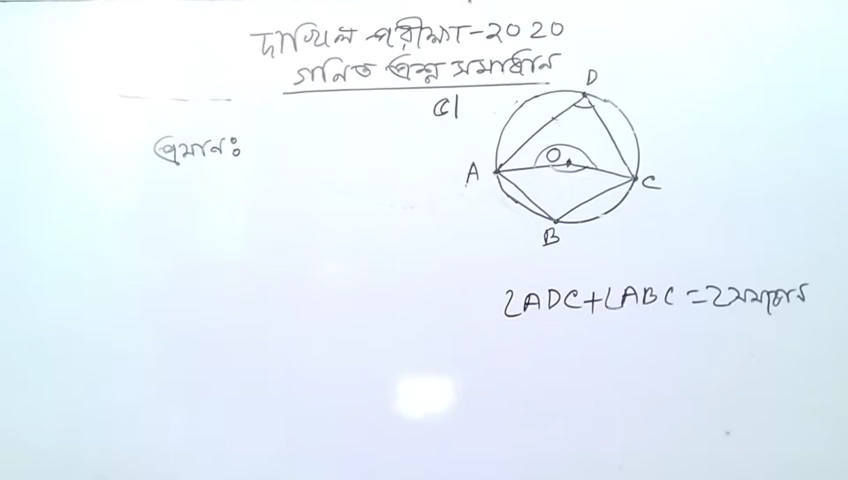 দাখিল পরীক্ষা-২০২০
গনিত প্রশ্ন সমাধান
৫।
D
প্রমানঃ
O
A
C
B
∠ADC+∠ABC=২সমকোন